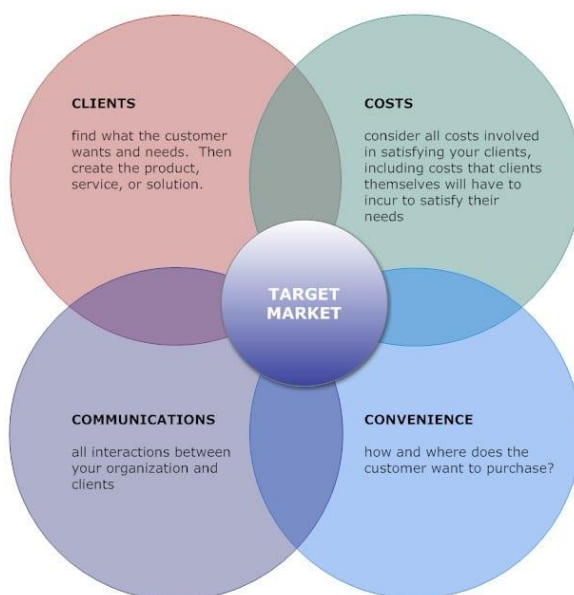 CLIENTS
find what the customer
wants and needs.  Then
create the product,
service, or solution.
COSTS
consider all costs involved
in satisfying your clients,
including costs that clients
themselves will have to
incur to satisfy their
needs
TARGET
MARKET
COMMUNICATIONS
all interactions between
your organization and
clients
CONVENIENCE
how and where does the
customer want to purchase?